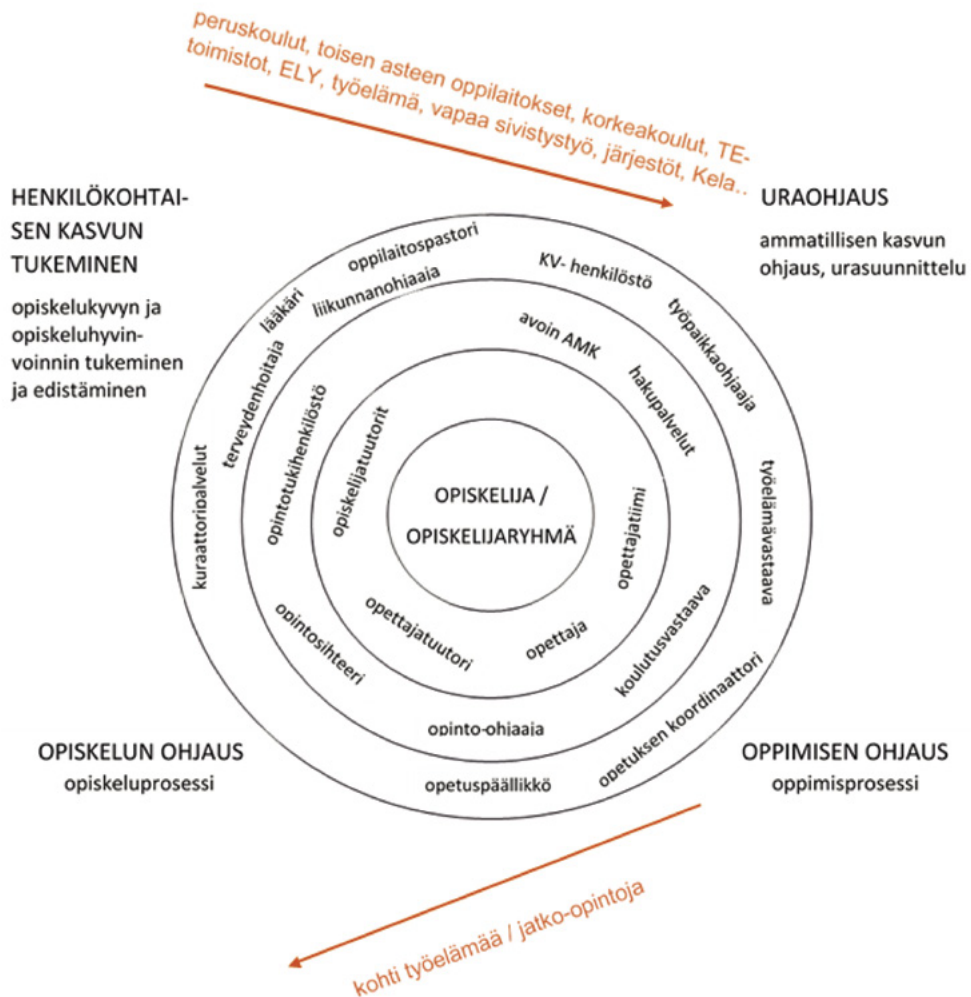 peruskoulut, toisen asteen oppilaitokset, korkeakoulut, TE-
toimistot, ELY, työelämä, vapaa sivistystyö, järjestöt, Kela..
HENKILÖKOHTAI-
SEN KASVUN
TUKEMINEN
opiskelukyvyn ja
opiskeluhyvin-
voinnin tukeminen
ja edistäminen
URAOHJAUS
ammatillisen kasvun
ohjaus, urasuunnittelu
oppilaitospastori
KV- henkilöstö
lääkäri
liikunnanohjaaja
työpaikkaohjaaja
avoin AMK
terveydenhoitaja
hakupalvelut
opintotukihenkilöstö
opiskelijatuutorit
kuraattoripalvelut
työelämävastaava
OPISKELIJA /
OPISKELIJARYHMÄ
opettajatiimi
opettajatuutori
opettaja
opintosihteeri
koulutusvastaava
opinto-ohjaaja
opetuksen koordinaattori
opetuspäällikkö
OPISKELUN OHJAUS
opiskeluprosessi
OPPIMISEN OHJAUS
oppimisprosessi
kohti työelämää / jatko-opintoja